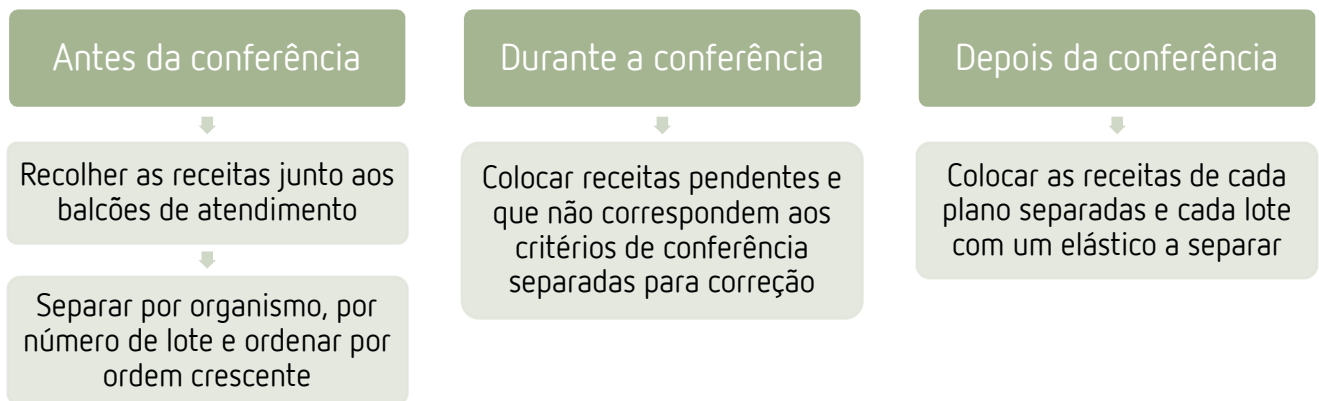 Antes da conferência
Recolher as receitas junto aos
balcões de atendimento
Separar por organismo, por
número de lote e ordenar por
ordem crescente
Durante a conferência
Colocar receitas pendentes e
que não correspondem aos
critérios de conferência
separadas para correção
Depois da conferência
Colocar as receitas de cada
plano separadas e cada lote
com um elástico a separar